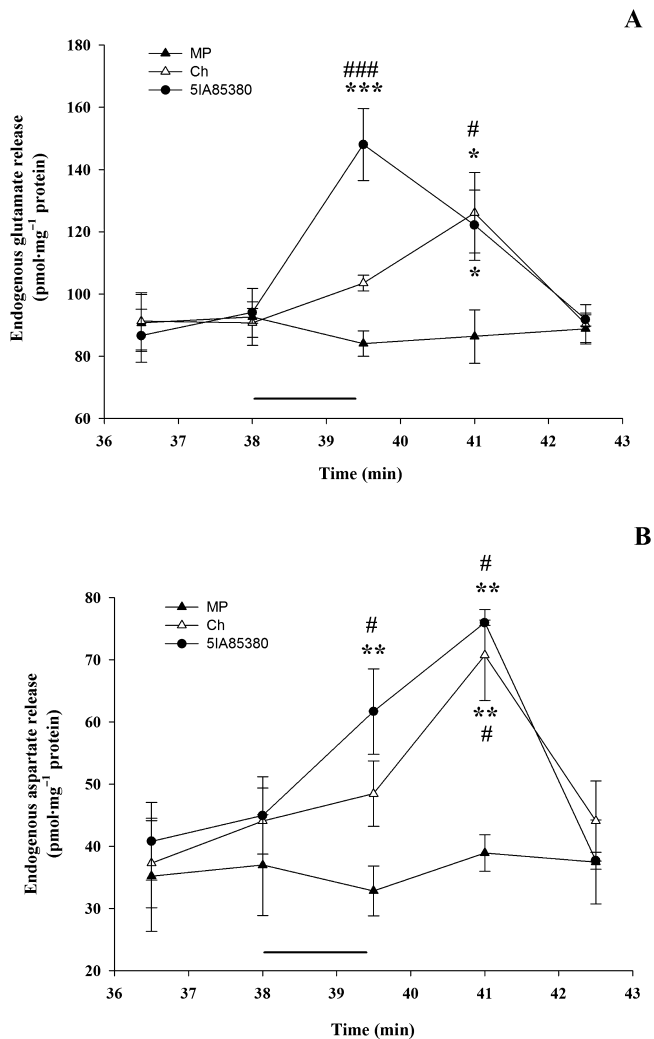 A
MP
Ch
5IA85380
###
***
#
*
*
Endogenous glutamate release
(pmol·mg⁻¹ protein)
180
160
140
120
100
80
60
36 37 38 39 40 41 42 43
Time (min)
B
MP
Ch
5IA85380
#
**
#
**
**
#
Endogenous aspartate release
(pmol·mg⁻¹ protein)
80
70
60
50
40
30
20
36 37 38 39 40 41 42 43
Time (min)